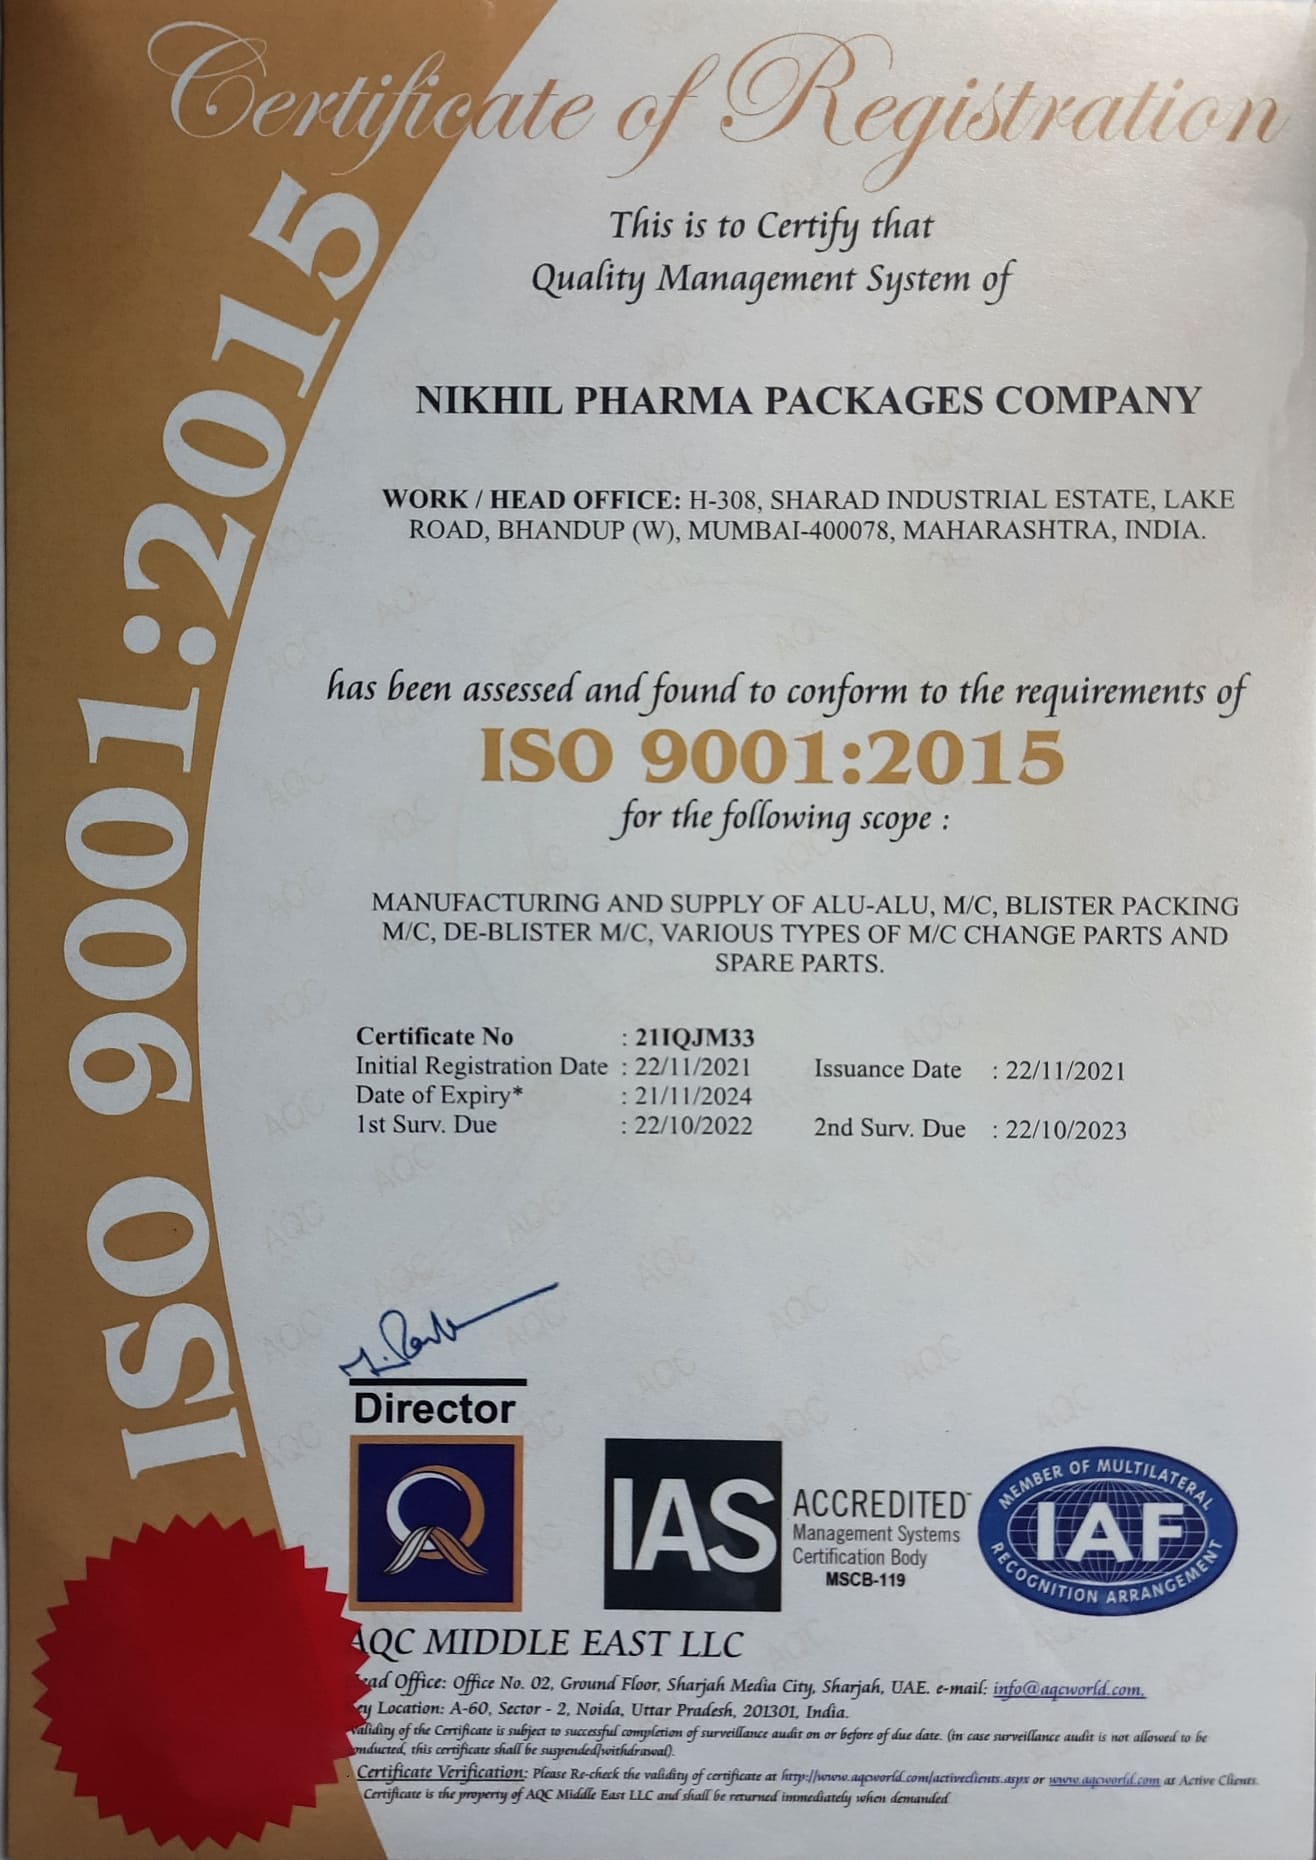 Certificate of Registration
ISO 9001:2015
This is to Certify that
Quality Management System of
NIKHIL PHARMA PACKAGES COMPANY
WORK / HEAD OFFICE: H-308, SHARAD INDUSTRIAL ESTATE, LAKE
ROAD, BHANDUP (W), MUMBAI-400078, MAHARASHTRA, INDIA.
has been assessed and found to conform to the requirements of
ISO 9001:2015
for the following scope :
MANUFACTURING AND SUPPLY OF ALU-ALU, M/C, BLISTER PACKING
M/C, DE-BLISTER M/C, VARIOUS TYPES OF M/C CHANGE PARTS AND
SPARE PARTS.
Certificate No : 21IQJM33
Initial Registration Date : 22/11/2021 Issuance Date : 22/11/2021
Date of Expiry* : 21/11/2024
1st Surv. Due : 22/10/2022 2nd Surv. Due : 22/10/2023
Director
IAS ACCREDITED
Management Systems
Certification Body
MSCB-119
MEMBER OF MULTILATERAL
IAF
RECOGNITION ARRANGEMENT
AQC MIDDLE EAST LLC
Office: Office No. 02, Ground Floor, Sharjah Media City, Sharjah, UAE. e-mail: info@aqcworld.com,
Location: A-60, Sector - 2, Noida, Uttar Pradesh, 201301, India.
of the Certificate is subject to successful completion of surveillance audit on or before of due date. (in case surveillance audit is not allowed to be
this certificate shall be suspended/withdrawal).
Certificate Verification: Please Re-check the validity of certificate at http://www.aqcworld.com/activeclients.aspx or www.aqcworld.com at Active Clients.
Certificate is the property of AQC Middle East LLC and shall be returned immediately when demanded